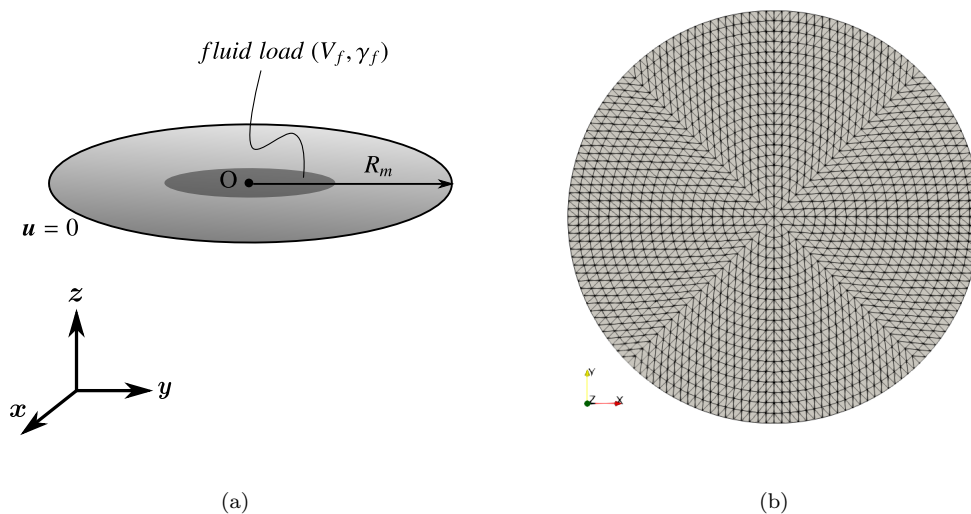 fluid load (V_f, γ_f)
O
R_m
u = 0
z
y
x
Y
Z X
(a)
(b)